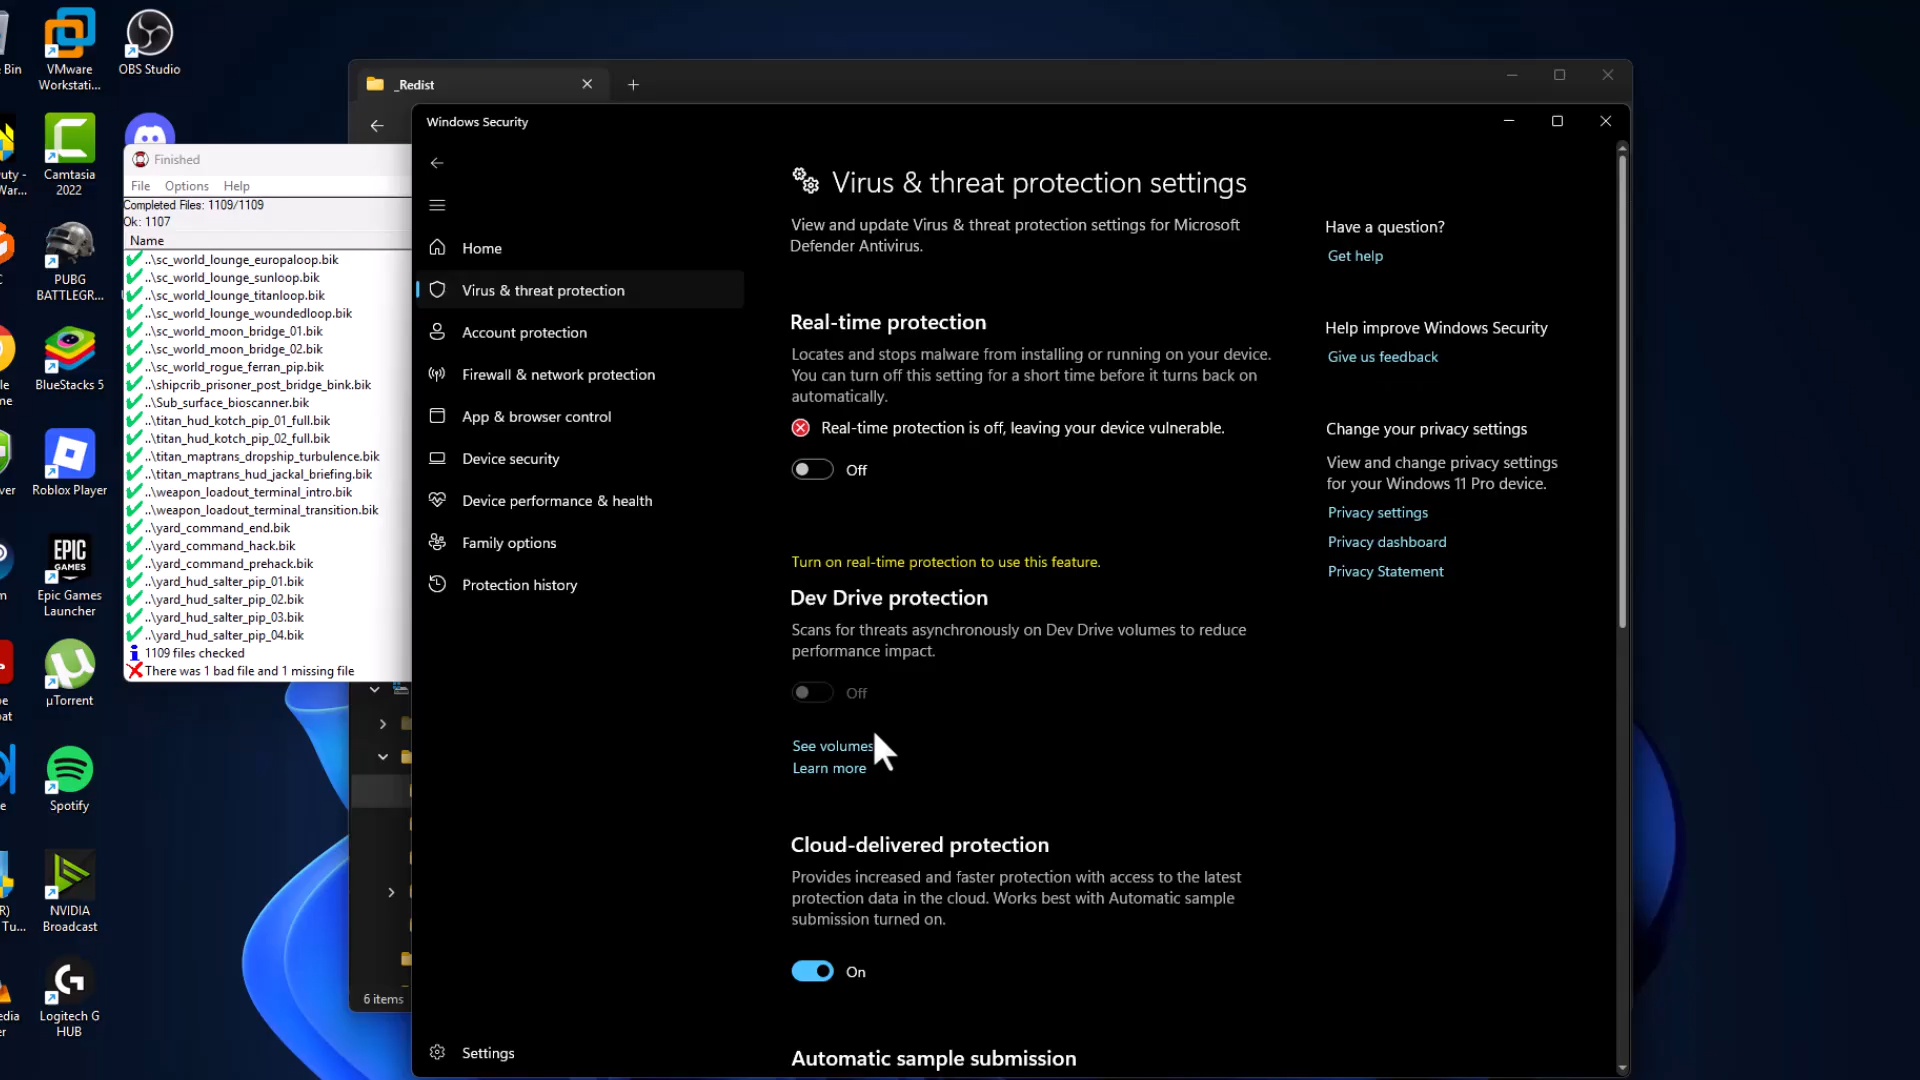 Bin
VMware
Workstati...
OBS Studio
Camtasia
2022
PUBG
BATTLEGR...
BlueStacks 5
Roblox Player
EPIC
GAMES
Epic Games
Launcher
µTorrent
Spotify
NVIDIA
Broadcast
Logitech G
HUB
_Redist
Finished
File Options Help
Completed Files: 1109/1109
Ok: 1107
Name
..\sc_world_lounge_europaloop.bik
..\sc_world_lounge_sunloop.bik
..\sc_world_lounge_titanloop.bik
..\sc_world_lounge_woundedloop.bik
..\sc_world_moon_bridge_01.bik
..\sc_world_moon_bridge_02.bik
..\sc_world_rogue_ferran_pip.bik
..\shipcrib_prisoner_post_bridge_bink.bik
..\Sub_surface_bioscanner.bik
..\titan_hud_kotch_pip_01_full.bik
..\titan_hud_kotch_pip_02_full.bik
..\titan_maptrans_dropship_turbulence.bik
..\titan_maptrans_hud_jackal_briefing.bik
..\weapon_loadout_terminal_intro.bik
..\weapon_loadout_terminal_transition.bik
..\yard_command_end.bik
..\yard_command_hack.bik
..\yard_command_prehack.bik
..\yard_hud_salter_pip_01.bik
..\yard_hud_salter_pip_02.bik
..\yard_hud_salter_pip_03.bik
..\yard_hud_salter_pip_04.bik
1109 files checked
There was 1 bad file and 1 missing file
6 items
Windows Security
Home
Virus & threat protection
Account protection
Firewall & network protection
App & browser control
Device security
Device performance & health
Family options
Protection history
Settings
Virus & threat protection settings
View and update Virus & threat protection settings for Microsoft
Defender Antivirus.
Real-time protection
Locates and stops malware from installing or running on your device.
You can turn off this setting for a short time before it turns back on
automatically.
Real-time protection is off, leaving your device vulnerable.
Off
Turn on real-time protection to use this feature.
Dev Drive protection
Scans for threats asynchronously on Dev Drive volumes to reduce
performance impact.
Off
See volumes
Learn more
Cloud-delivered protection
Provides increased and faster protection with access to the latest
protection data in the cloud. Works best with Automatic sample
submission turned on.
On
Automatic sample submission
Have a question?
Get help
Help improve Windows Security
Give us feedback
Change your privacy settings
View and change privacy settings
for your Windows 11 Pro device.
Privacy settings
Privacy dashboard
Privacy Statement